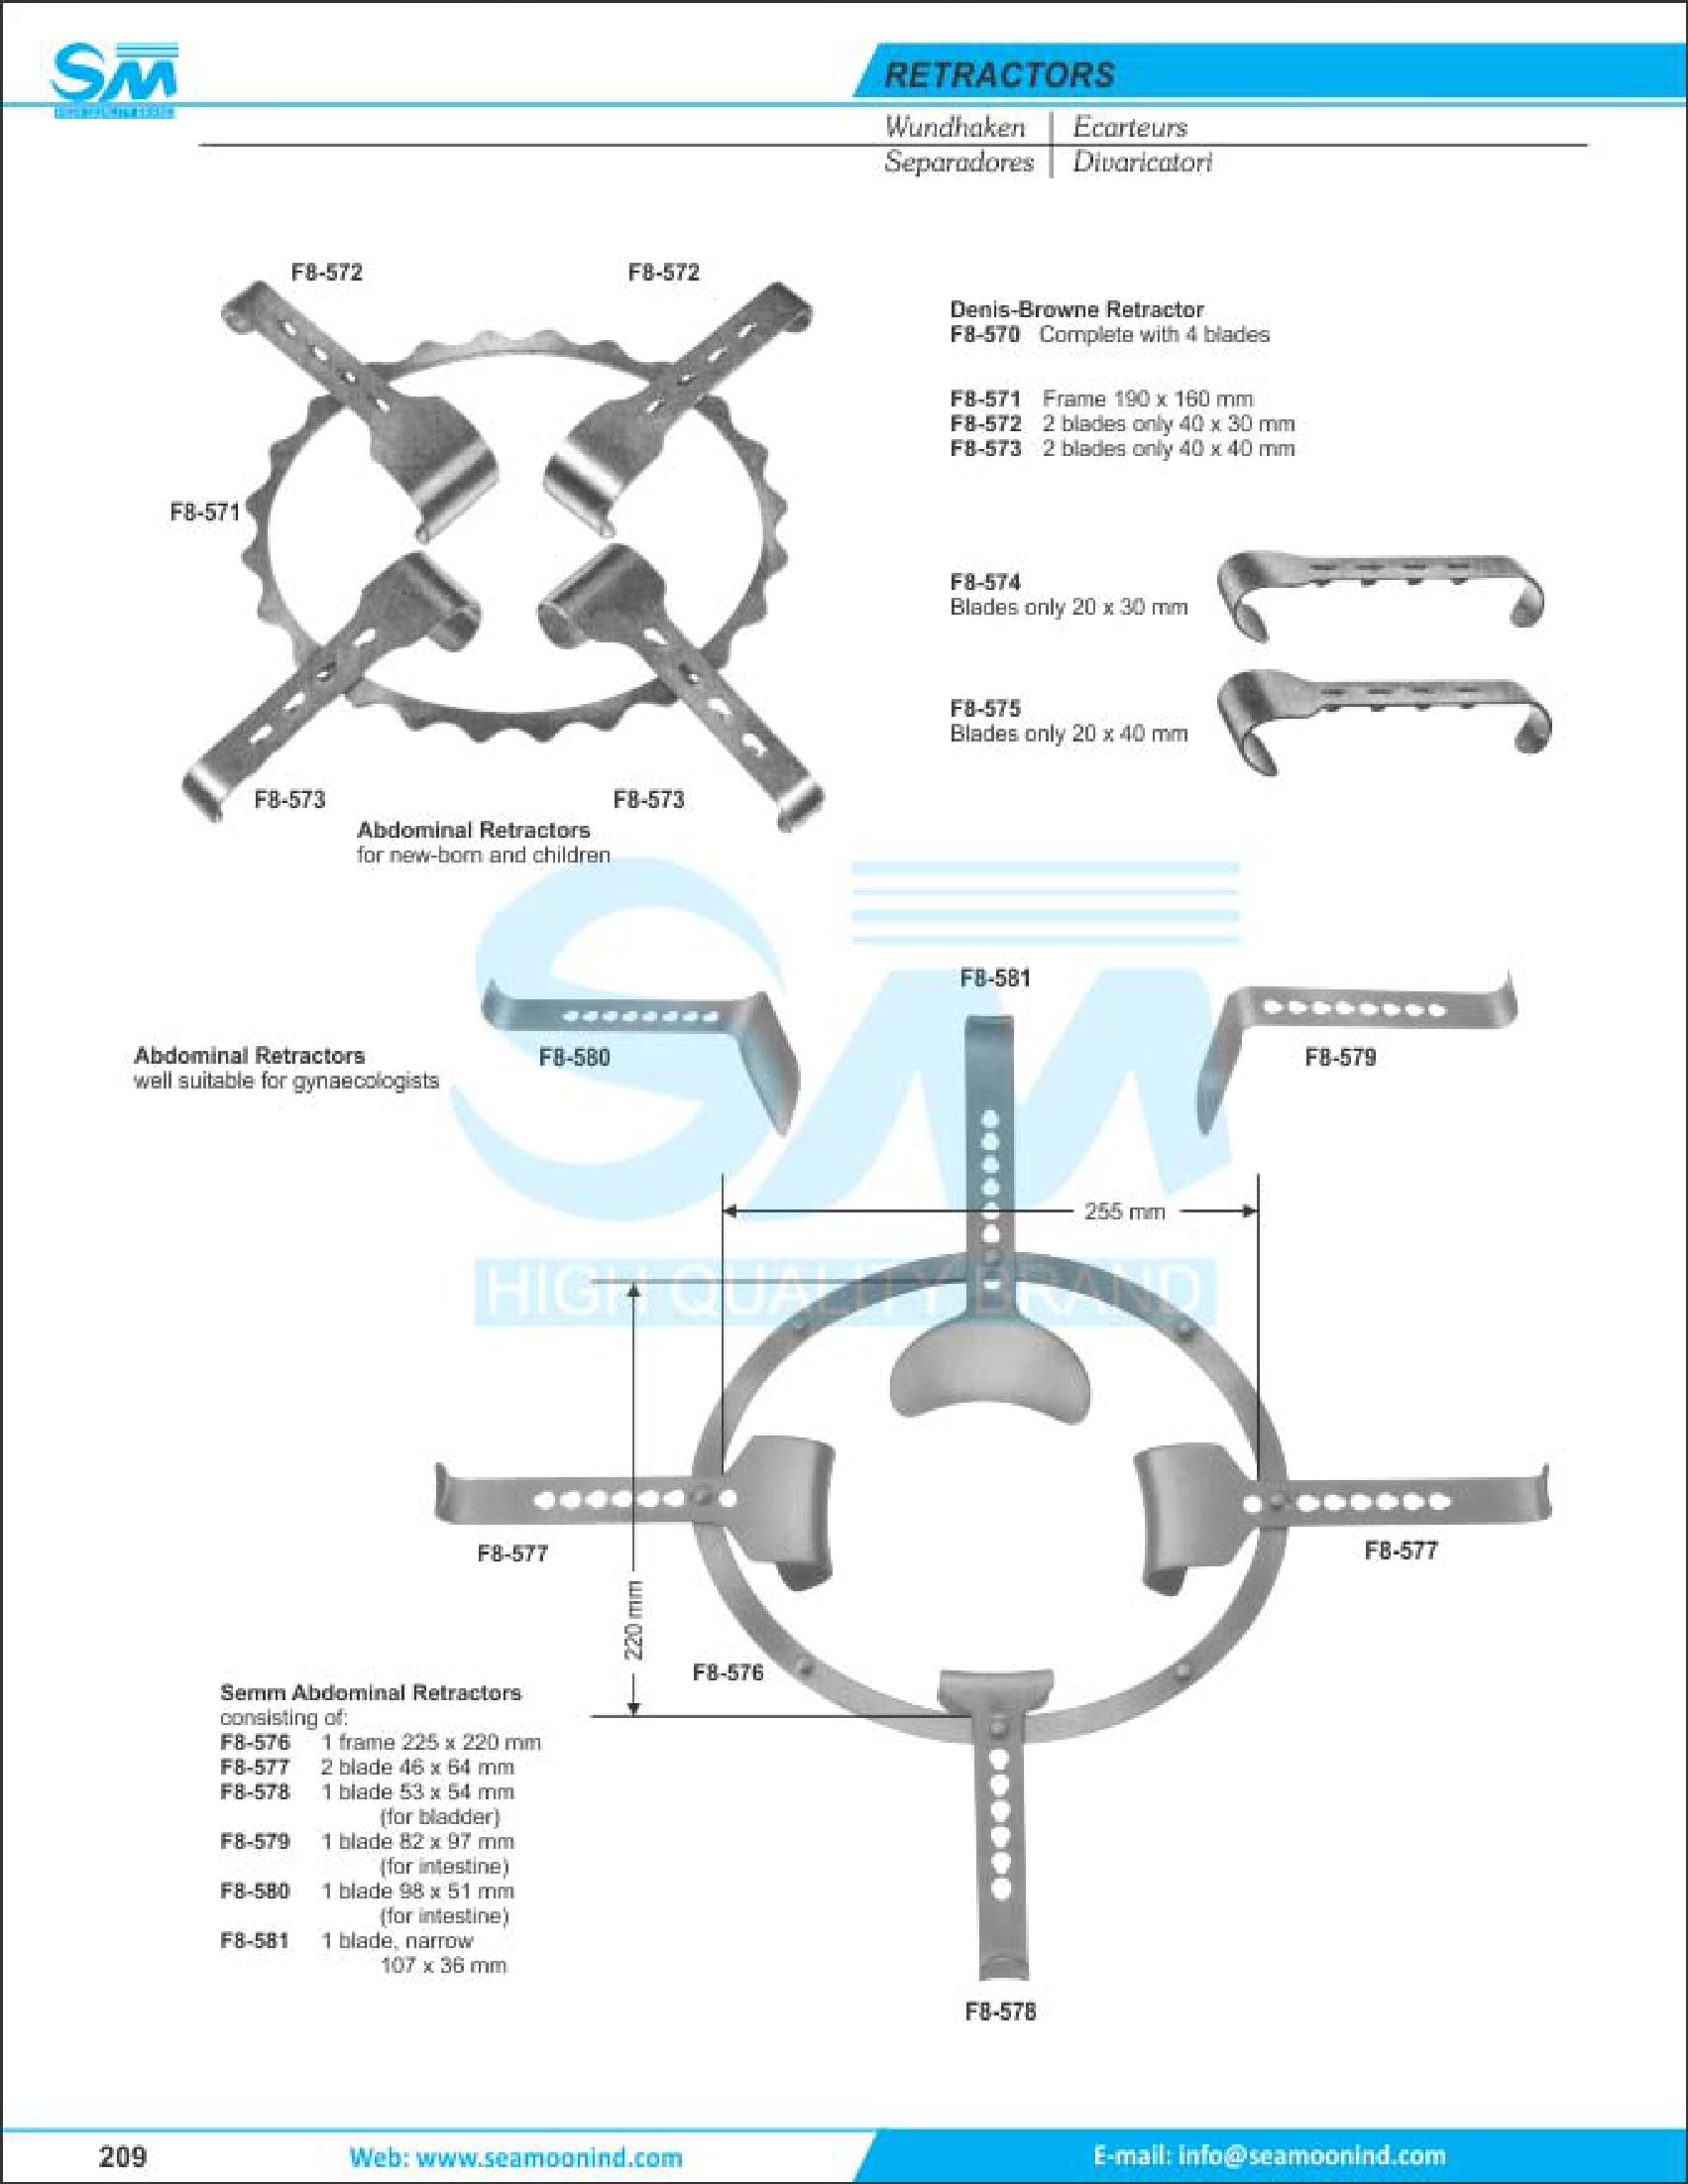 SM
RETRACTORS
Wundhaken
Ecarteurs
Separadores
Divaricatori
F8-572
F8-572
Denis-Browne Retractor
F8-570 Complete with 4 blades
F8-571 Frame 190 x 160 mm
F8-572 2 blades only 40 x 30 mm
F8-573 2 blades only 40 x 40 mm
F8-571
F8-574
Blades only 20 x 30 mm
F8-575
Blades only 20 x 40 mm
F8-573
F8-573
Abdominal Retractors
for new-born and children
SM
HIGH QUALITY BRAND
F8-581
Abdominal Retractors
well suitable for gynaecologists
F8-580
F8-579
255 mm
F8-577
F8-577
220 mm
F8-576
Semm Abdominal Retractors
consisting of:
F8-576 1 frame 225 x 220 mm
F8-577 2 blade 46 x 64 mm
F8-578 1 blade 53 x 54 mm
(for bladder)
F8-579 1 blade 82 x 97 mm
(for intestine)
F8-580 1 blade 98 x 51 mm
(for intestine)
F8-581 1 blade, narrow
107 x 36 mm
F8-578
209
Web: www.seamoonind.com
E-mail: info@seamoonind.com